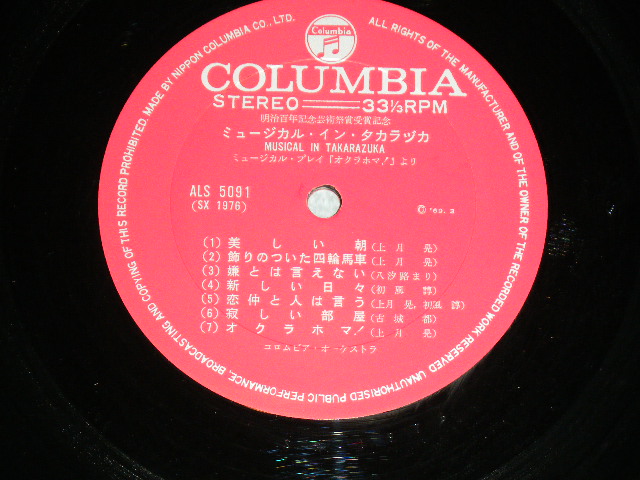 Columbia
COLUMBIA
STEREO 33⅓RPM
明治百年記念芸術祭賞受賞記念
ミュージカル・イン・タカラヅカ
MUSICAL IN TAKARAZUKA
ミュージカル・プレイ『オクラホマ!』より
ALS 5091
(SX 1976)
Ⓒ '69. 3
(1) 美しい朝 (上月 晃)
(2) 飾りのついた四輪馬車 (上月 晃)
(3) 嫌とは言えない (八汐路まり)
(4) 新しい日々 (初風 諄)
(5) 恋仲と人は言う (上月 晃, 初風 諄)
(6) 寂しい部屋 (古城 都)
(7) オクラホマ! (上月 晃)
コロムビア・オーケストラ
ALL RIGHTS OF THE MANUFACTURER AND OF THE OWNER OF THE RECORDED WORK RESERVED UNAUTHORISED PUBLIC PERFORMANCE, BROADCASTING AND COPYING OF THIS RECORD PROHIBITED. MADE BY NIPPON COLUMBIA CO., LTD.